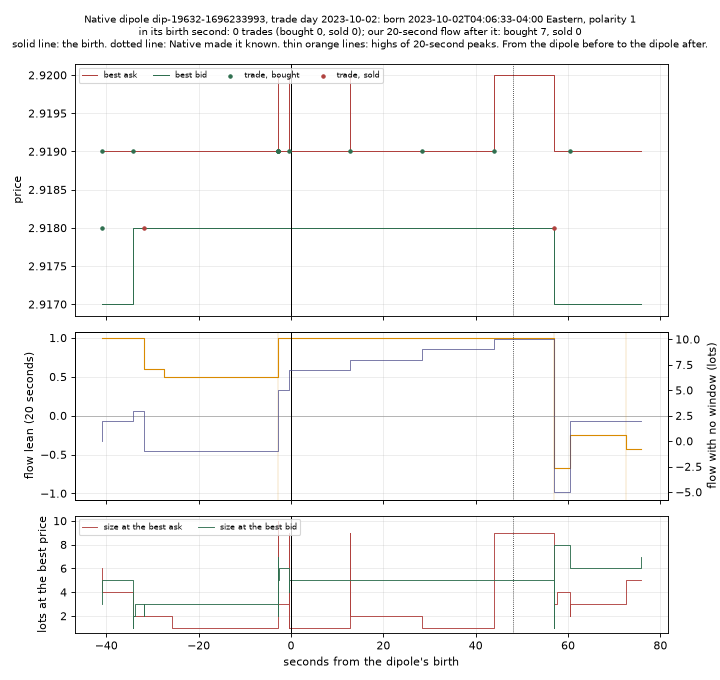 Native dipole dip-19632-1696233993, trade day 2023-10-02: born 2023-10-02T04:06:33-04:00 Eastern, polarity 1
in its birth second: 0 trades (bought 0, sold 0); our 20-second flow after it: bought 7, sold 0
solid line: the birth. dotted line: Native made it known. thin orange lines: highs of 20-second peaks. From the dipole before to the dipole after.
best ask best bid trade, bought trade, sold
2.9200
2.9195
2.9190
2.9185
2.9180
2.9175
2.9170
price
1.0
0.5
0.0
−0.5
−1.0
flow lean (20 seconds)
10.0
7.5
5.0
2.5
0.0
−2.5
−5.0
flow with no window (lots)
size at the best ask size at the best bid
10
8
6
4
2
lots at the best price
−40 −20 0 20 40 60 80
seconds from the dipole's birth